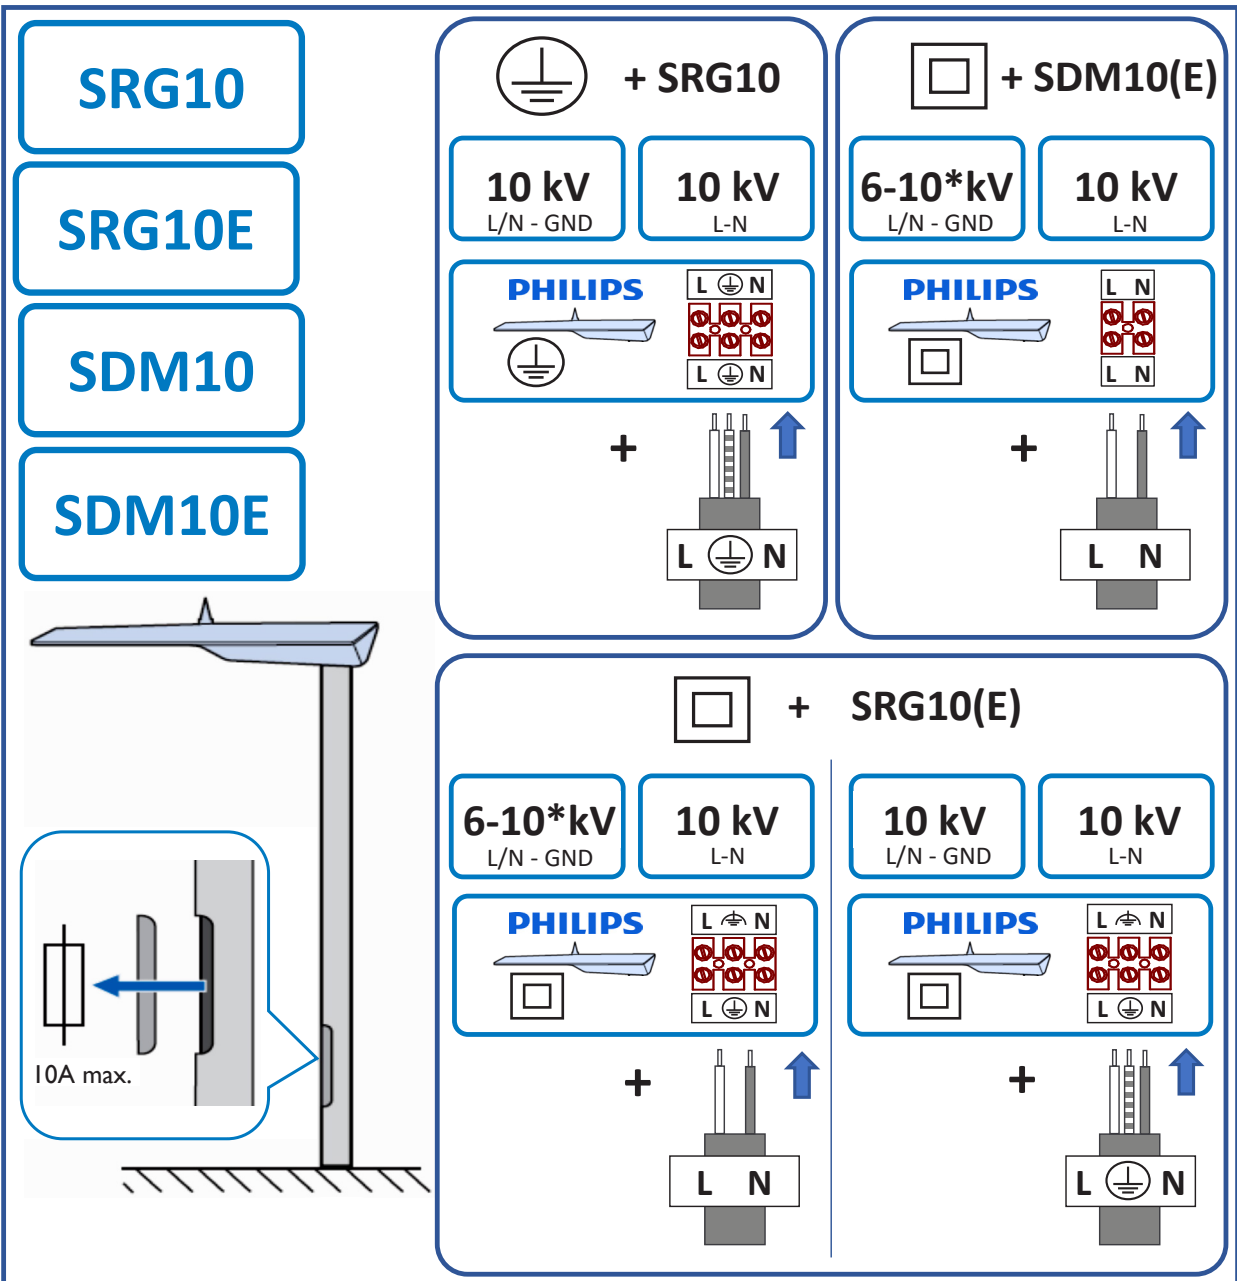 SRG10
SRG10E
SDM10
SDM10E
10A max.
+ SRG10
10 kV
L/N - GND
10 kV
L-N
PHILIPS
L N
L N
+
L N
+ SDM10(E)
6-10*kV
L/N - GND
10 kV
L-N
PHILIPS
L N
L N
+
L N
+ SRG10(E)
6-10*kV
L/N - GND
10 kV
L-N
PHILIPS
L N
L N
+
L N
10 kV
L/N - GND
10 kV
L-N
PHILIPS
L N
L N
+
L N